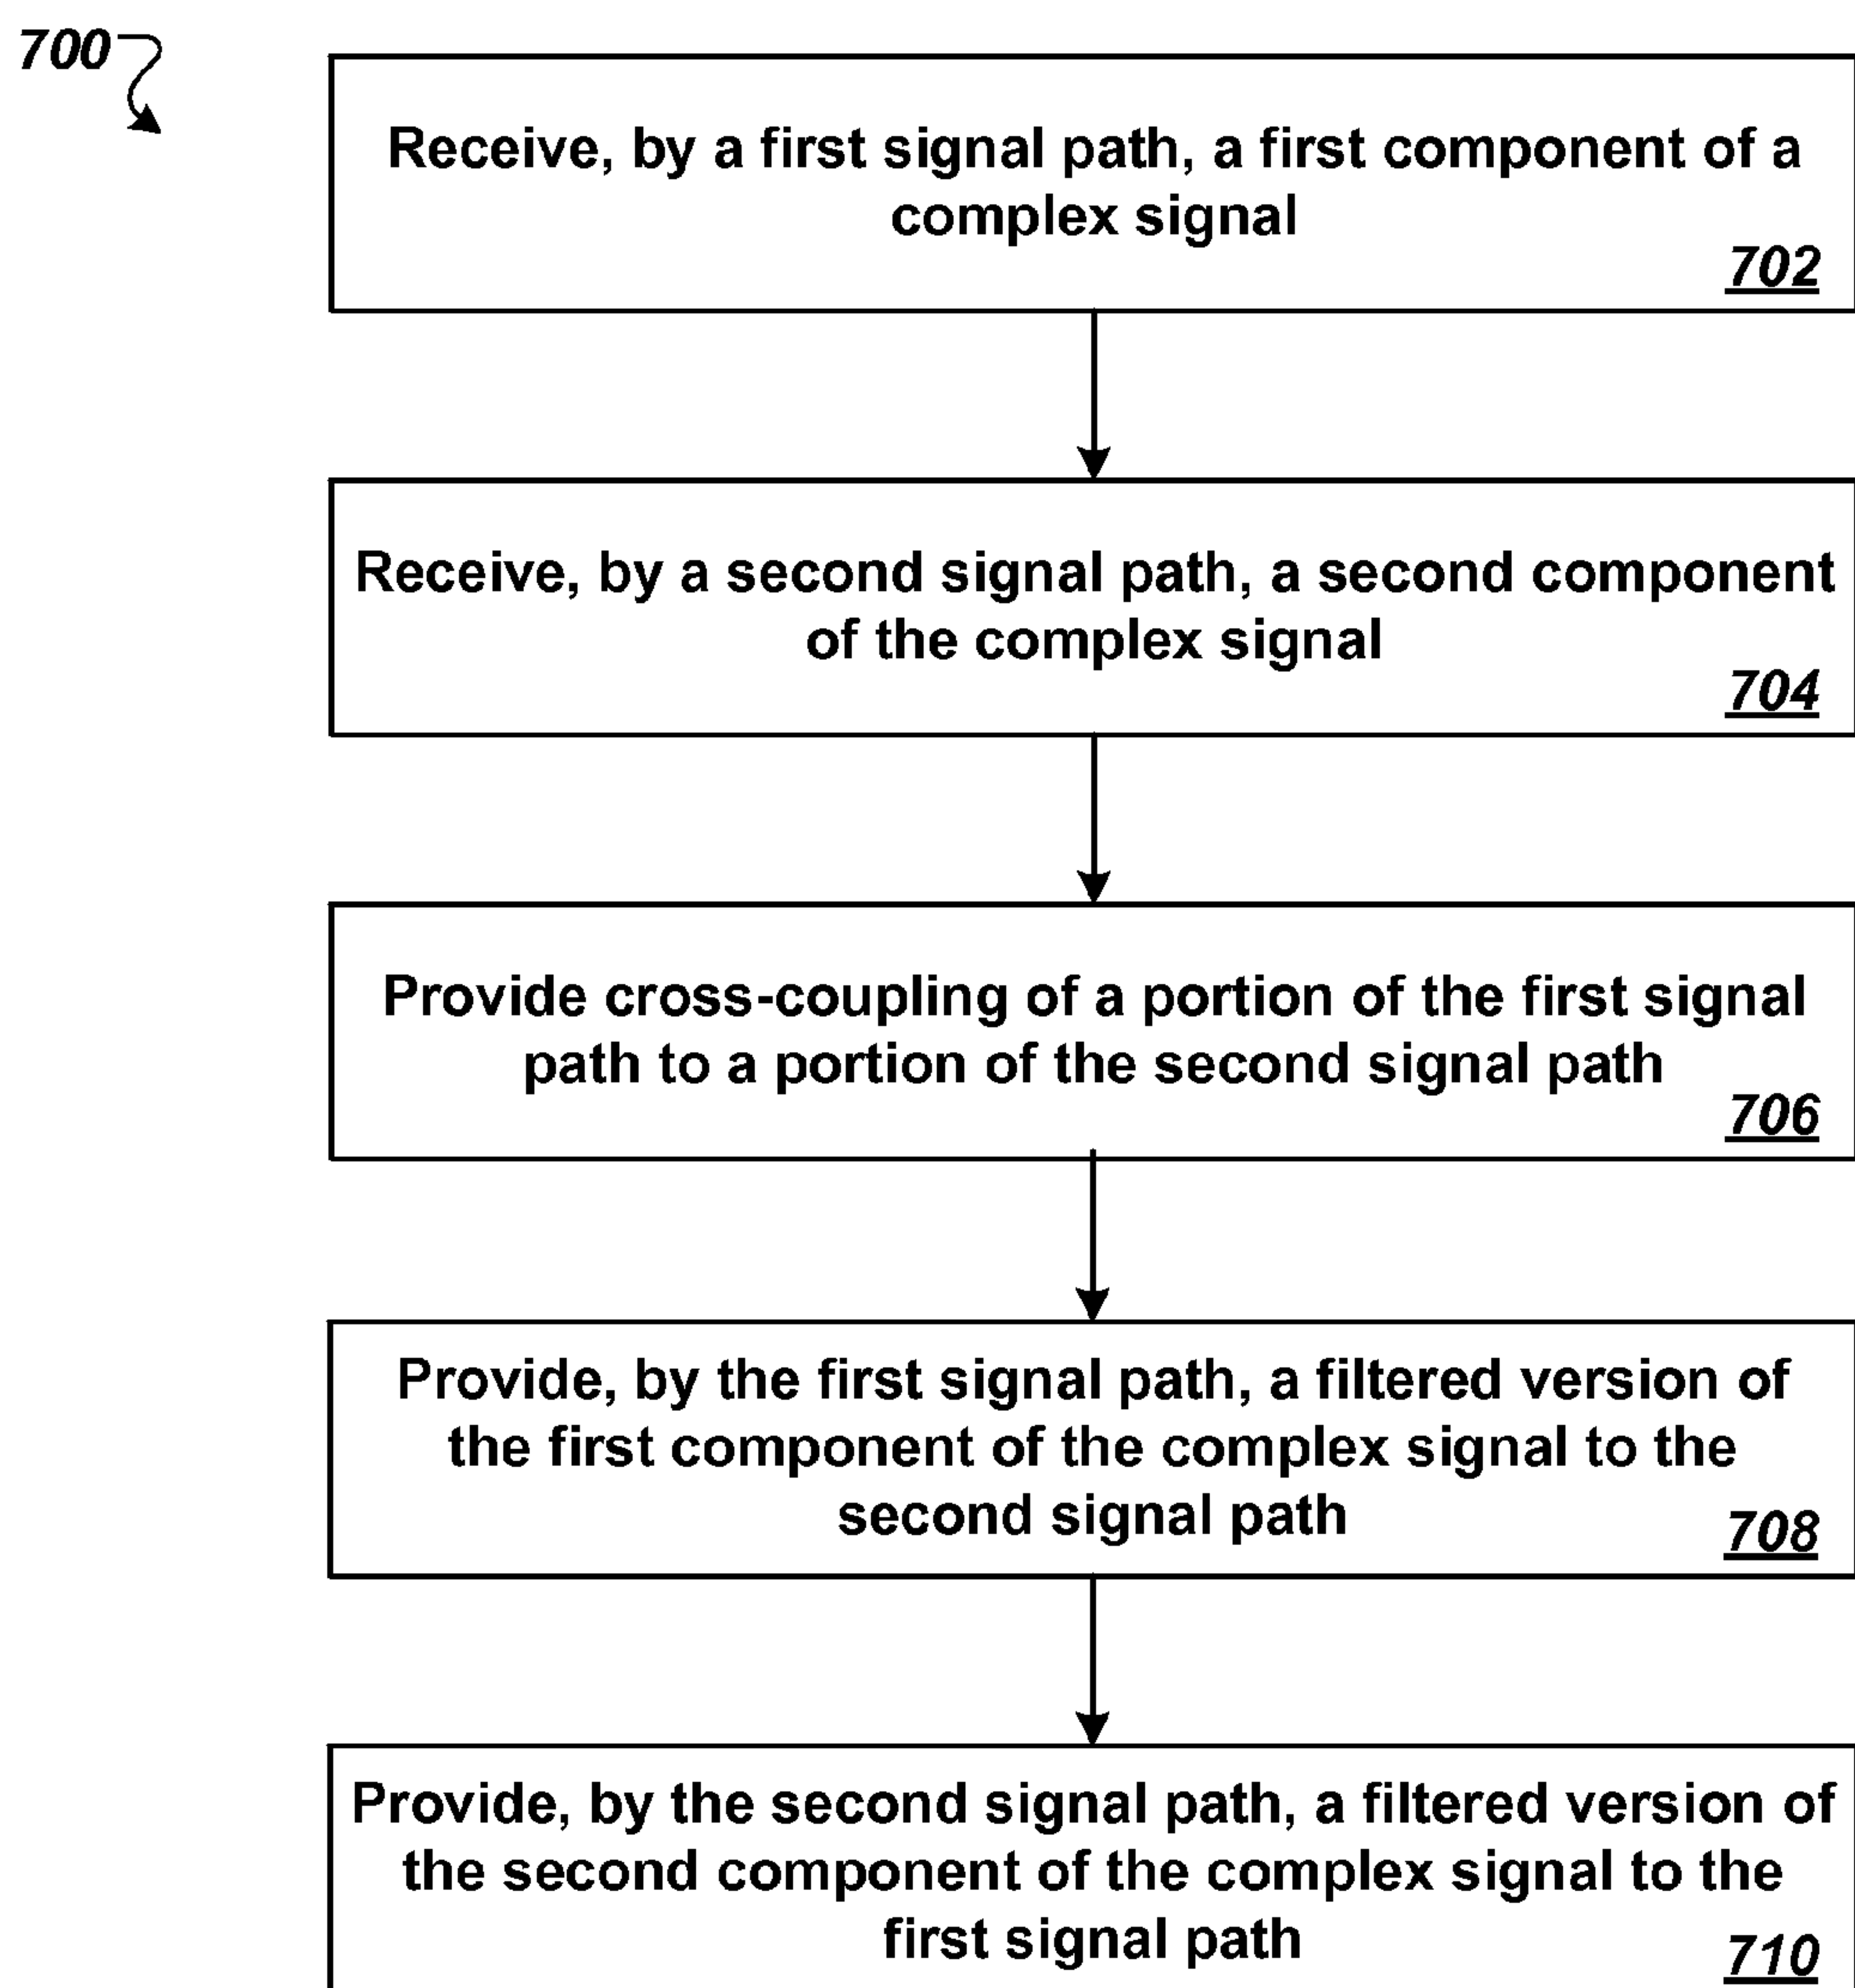 700
Receive, by a first signal path, a first component of a
complex signal
702
Receive, by a second signal path, a second component
of the complex signal
704
Provide cross-coupling of a portion of the first signal
path to a portion of the second signal path
706
Provide, by the first signal path, a filtered version of
the first component of the complex signal to the
second signal path
708
Provide, by the second signal path, a filtered version of
the second component of the complex signal to the
first signal path
710